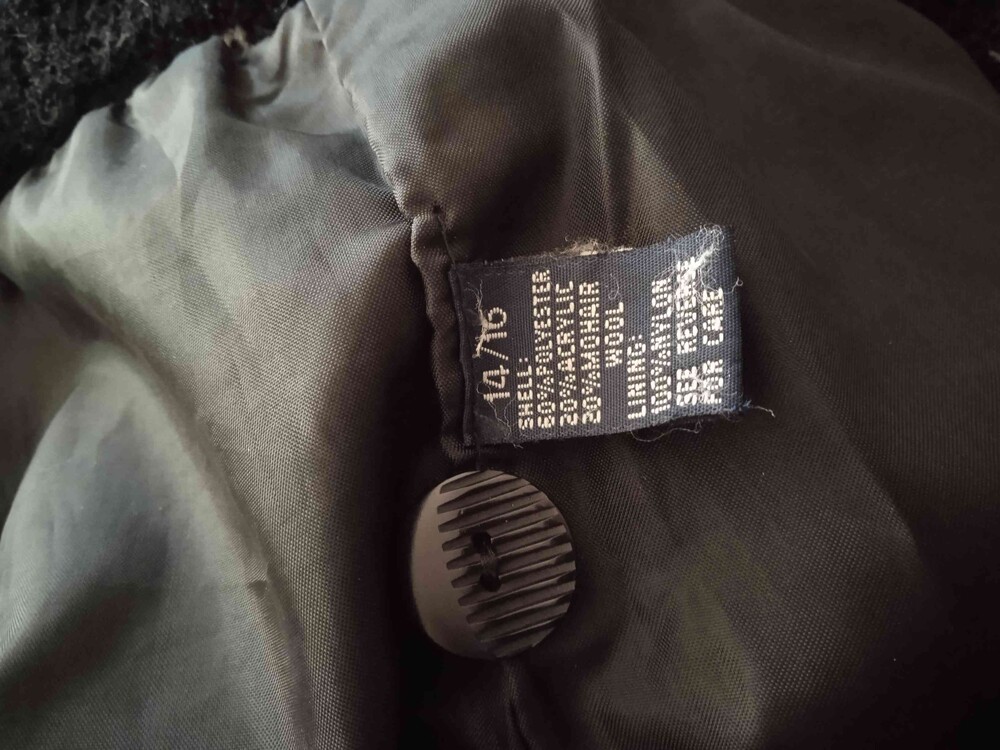 14/16
SHELL:
60%POLYESTER
20%ACRYLIC
20%MOHAIR
WOOL
LINING:
100%NYLON
SEE REVERSE
FOR CARE